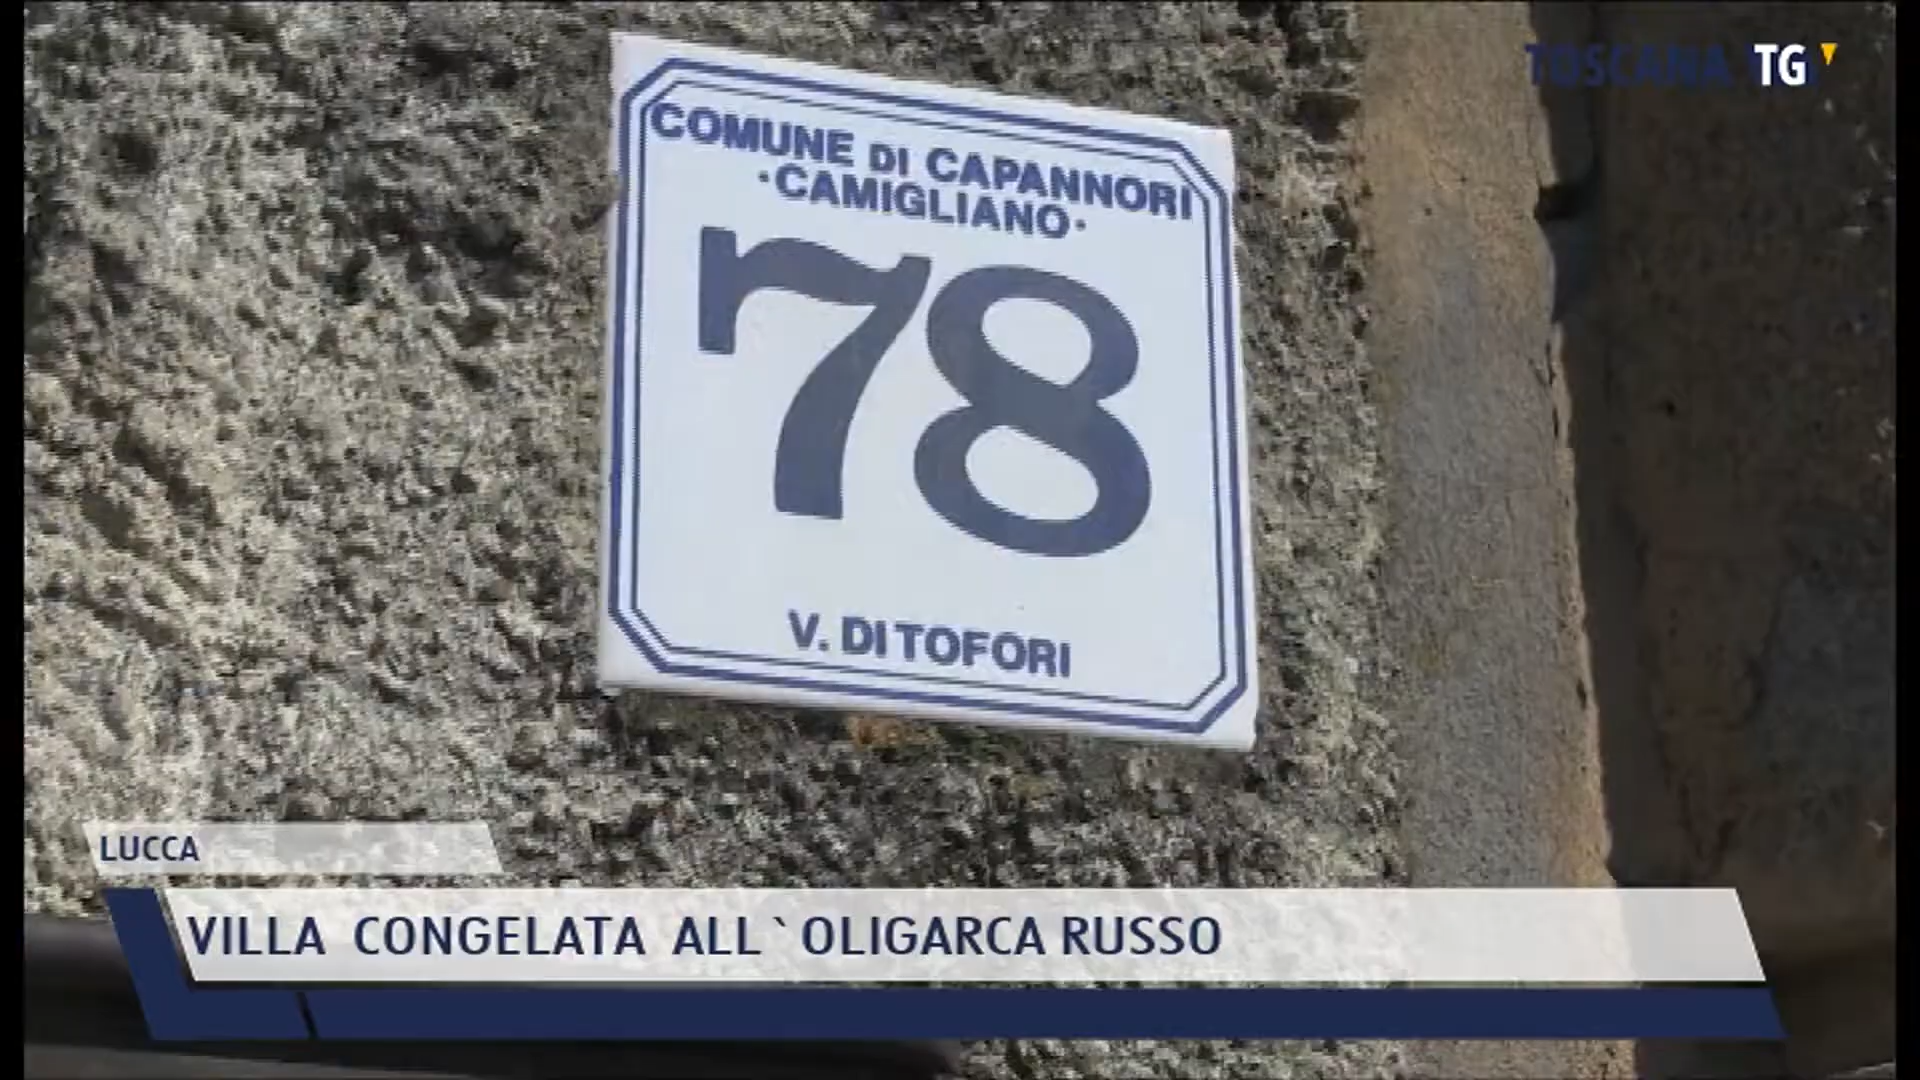 TOSCANA TG
COMUNE DI CAPANNORI
·CAMIGLIANO·
78
V. DI TOFORI
LUCCA
VILLA CONGELATA ALL`OLIGARCA RUSSO